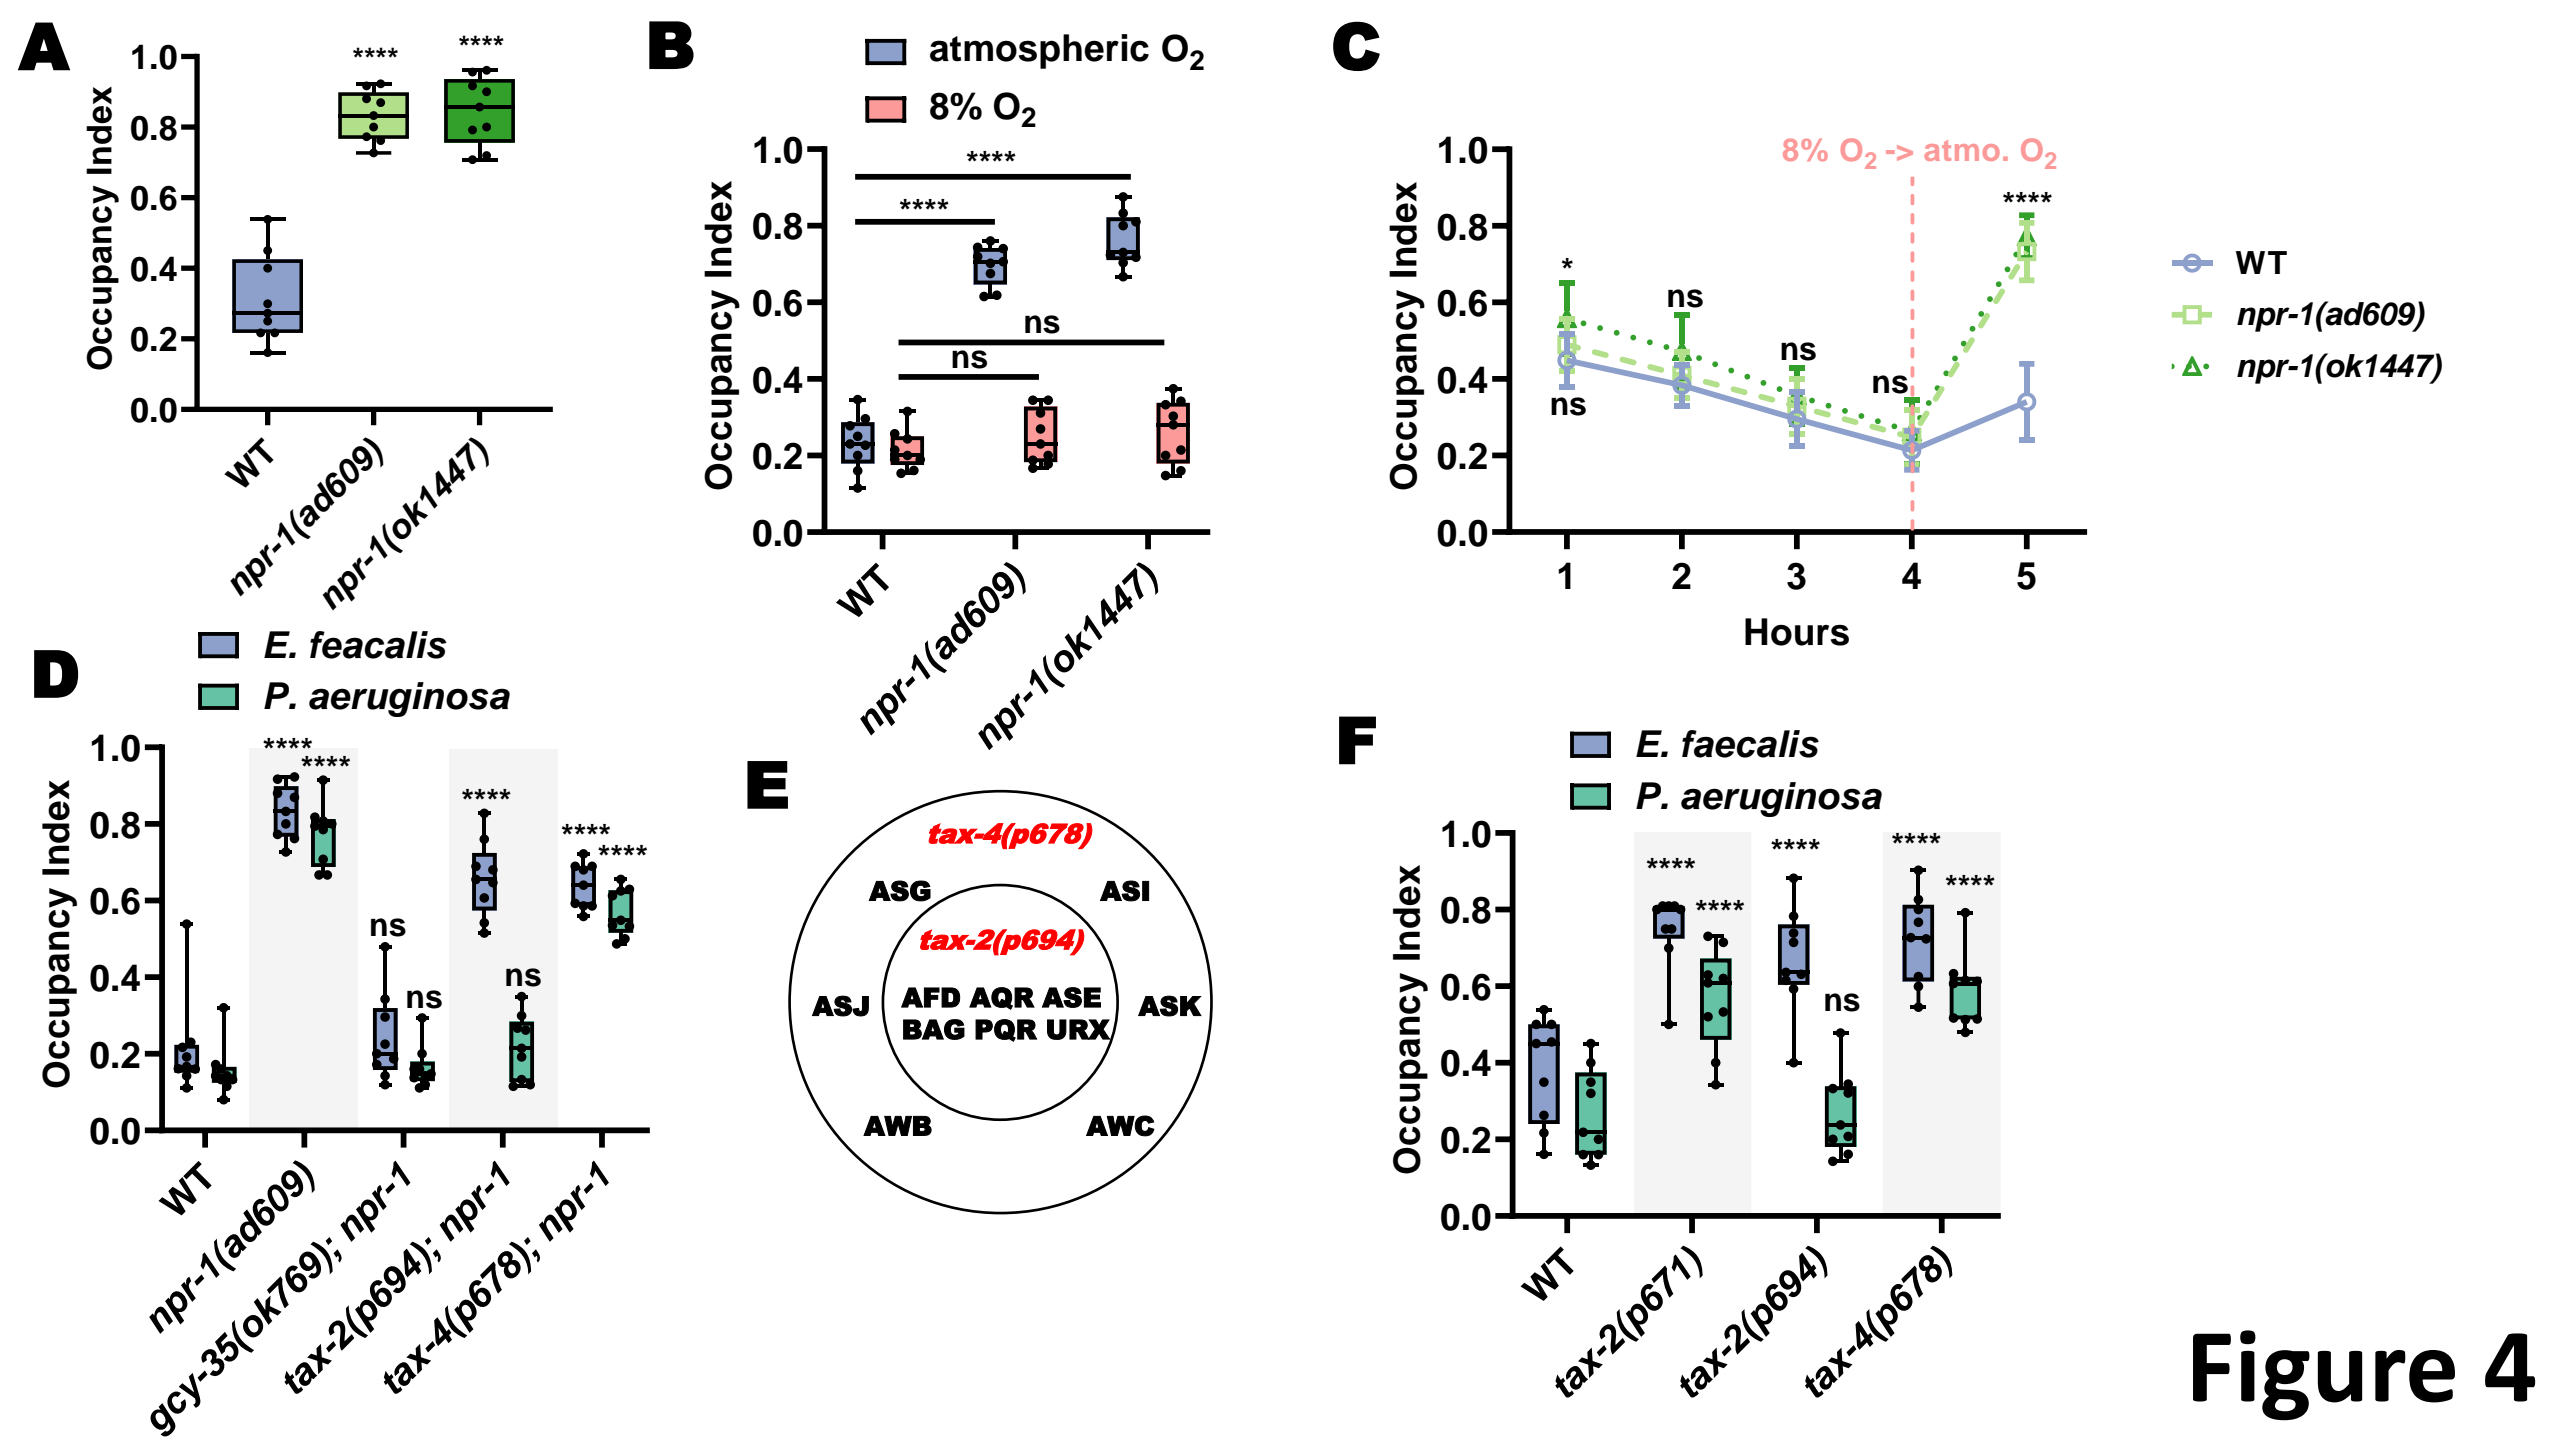 A
Occupancy Index
1.0
0.8
0.6
0.4
0.2
0.0
****
****
WT
npr-1(ad609)
npr-1(ok1447)
B
atmospheric O2
8% O2
Occupancy Index
1.0
0.8
0.6
0.4
0.2
0.0
****
****
ns
ns
WT
npr-1(ad609)
npr-1(ok1447)
C
Occupancy Index
1.0
0.8
0.6
0.4
0.2
0.0
8% O2 -> atmo. O2
*
ns
ns
ns
ns
****
1 2 3 4 5
Hours
WT
npr-1(ad609)
npr-1(ok1447)
D
E. feacalis
P. aeruginosa
Occupancy Index
1.0
0.8
0.6
0.4
0.2
0.0
****
****
ns
ns
****
ns
****
****
WT
npr-1(ad609)
gcy-35(ok769); npr-1
tax-2(p694); npr-1
tax-4(p678); npr-1
E
tax-4(p678)
ASG ASI
tax-2(p694)
AFD AQR ASE
ASJ ASK
BAG PQR URX
AWB AWC
F
E. faecalis
P. aeruginosa
Occupancy Index
1.0
0.8
0.6
0.4
0.2
0.0
****
****
****
ns
****
****
WT
tax-2(p671)
tax-2(p694)
tax-4(p678)
Figure 4